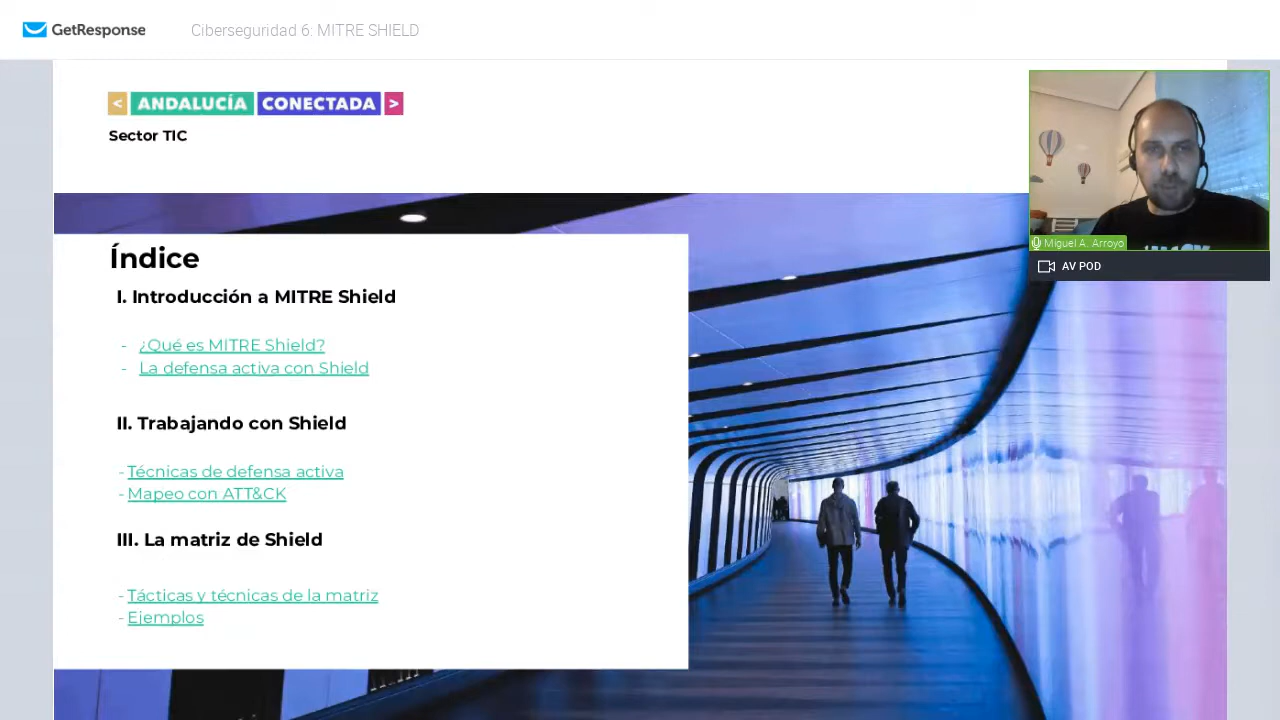 GetResponse
Ciberseguridad 6: MITRE SHIELD
< ANDALUCÍA CONECTADA >
Sector TIC
Índice
I. Introducción a MITRE Shield
- ¿Qué es MITRE Shield?
- La defensa activa con Shield
II. Trabajando con Shield
- Técnicas de defensa activa
- Mapeo con ATT&CK
III. La matriz de Shield
- Tácticas y técnicas de la matriz
- Ejemplos
Miguel A. Arroyo
AV POD